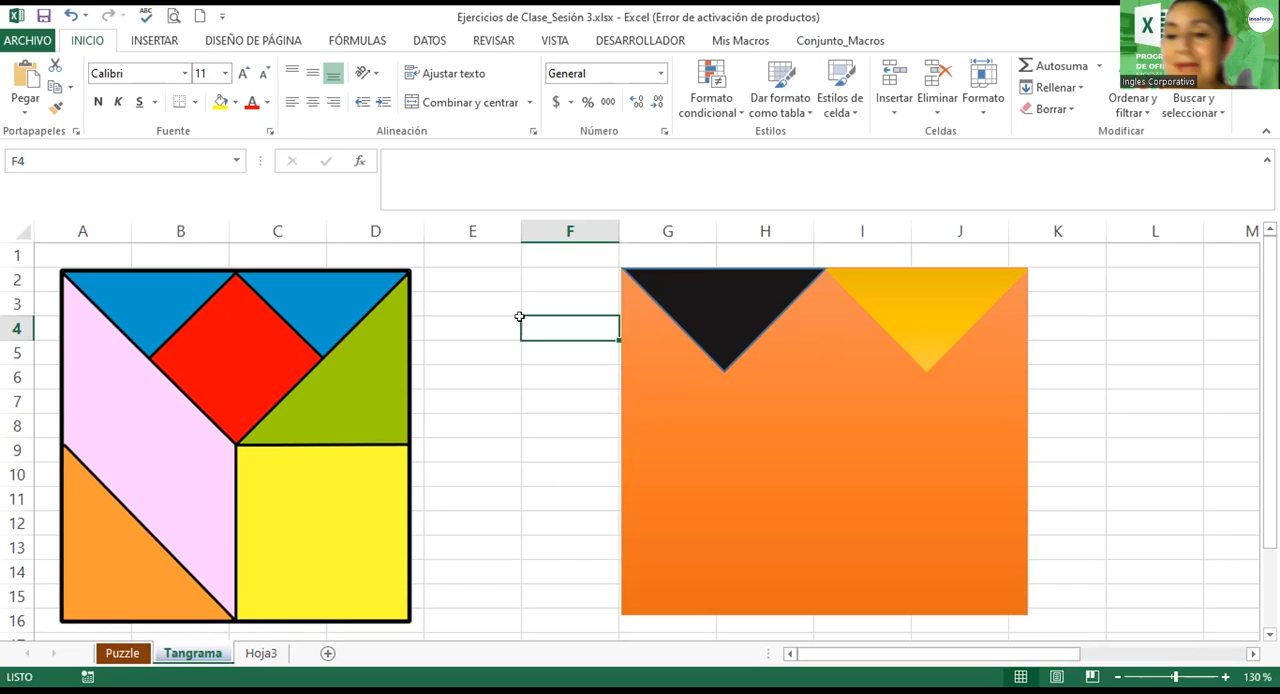 Ejercicios de Clase_Sesión 3.xlsx - Excel (Error de activación de productos)
ARCHIVO INICIO INSERTAR DISEÑO DE PÁGINA FÓRMULAS DATOS REVISAR VISTA DESARROLLADOR Mis Macros Conjunto_Macros
Pegar
Calibri 11
N K S
Ajustar texto
Combinar y centrar
General
$ % 000
Formato condicional
Dar formato como tabla
Estilos de celda
Insertar
Eliminar
Formato
Autosuma
Rellenar
Borrar
Ordenar y filtrar
Buscar y seleccionar
Portapapeles Fuente Alineación Número Estilos Celdas Modificar
Ingles Corporativo
F4
fx
A B C D E F G H I J K L M
1
2
3
4
5
6
7
8
9
10
11
12
13
14
15
16
Puzzle Tangrama Hoja3
LISTO 130 %